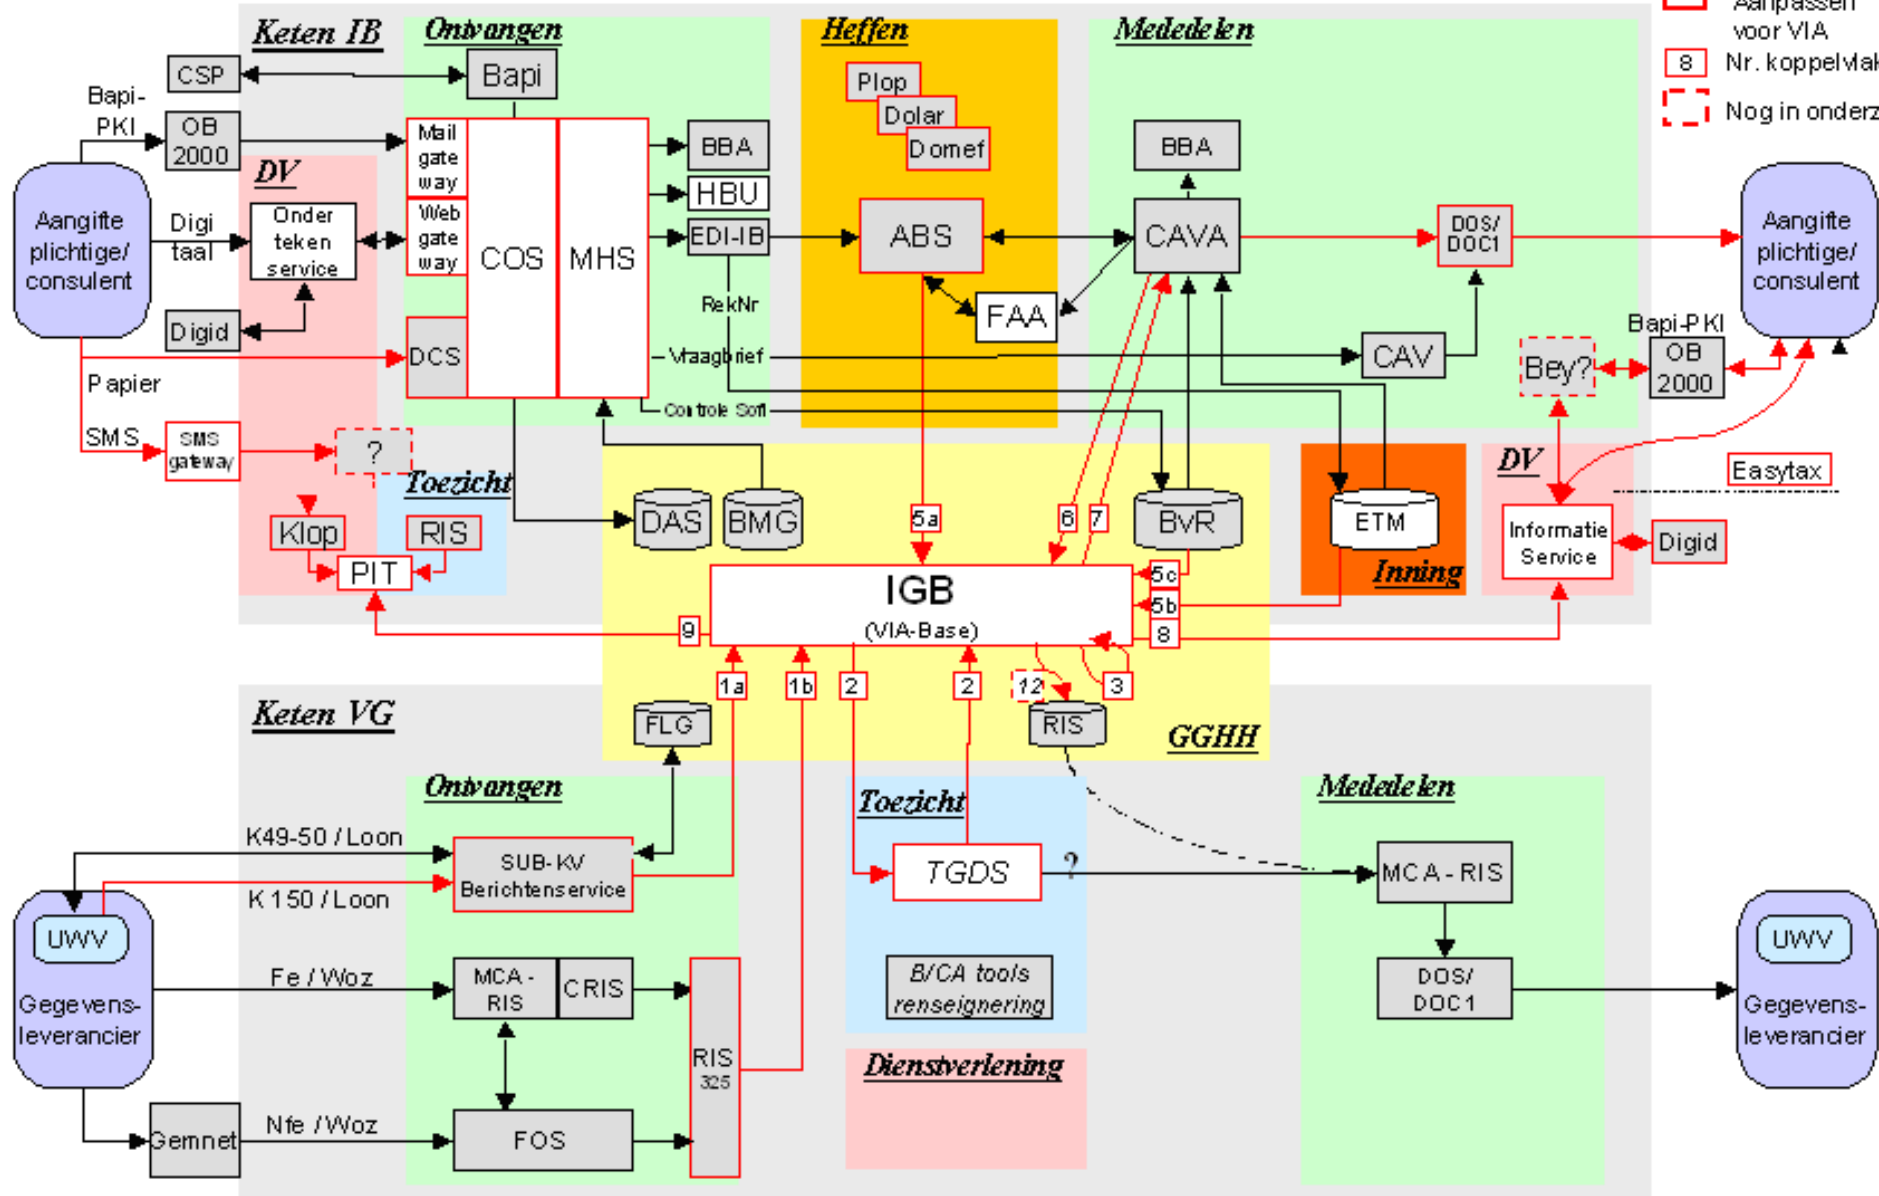 Keten IB
Ontvangen
Heffen
Mededelen
Aanpassen
voor VIA
8
Nr. koppelvlak
Nog in onderz
CSP
Bapi
Bapi-
PKI
OB
2000
Mail
gate
way
BBA
Plop
Dolar
Domef
BBA
DV
HBU
Aangifte
plichtige/
consulent
Digi
taal
Onder
teken
service
Web
gate
way
COS
MHS
EDI-IB
ABS
CAVA
DOS/
DOC1
Aangifte
plichtige/
consulent
Digid
RekNr
FAA
DCS
Vraagbrief
CAV
Bey?
Bapi-PKI
OB
2000
Papier
Controle Sofi
SMS
SMS
gateway
?
Toezicht
DV
Easytax
Klop
RIS
PIT
DAS
BMG
5a
6
7
BvR
ETM
Inning
Informatie
Service
Digid
IGB
(VIA-Base)
5c
5b
8
9
1a
1b
2
2
12
3
Keten VG
FLG
RIS
GGHH
Ontvangen
Toezicht
Mededelen
K49-50 / Loon
K 150 / Loon
SUB-KV
Berichtenservice
TGDS
?
MCA - RIS
UWV
Gegevens-
leverancier
Fe / Woz
MCA -
RIS
CRIS
B/CA tools
renseignering
DOS/
DOC1
UWV
Gegevens-
leverancier
RIS
325
Dienstverlening
Gemnet
Nfe / Woz
FOS